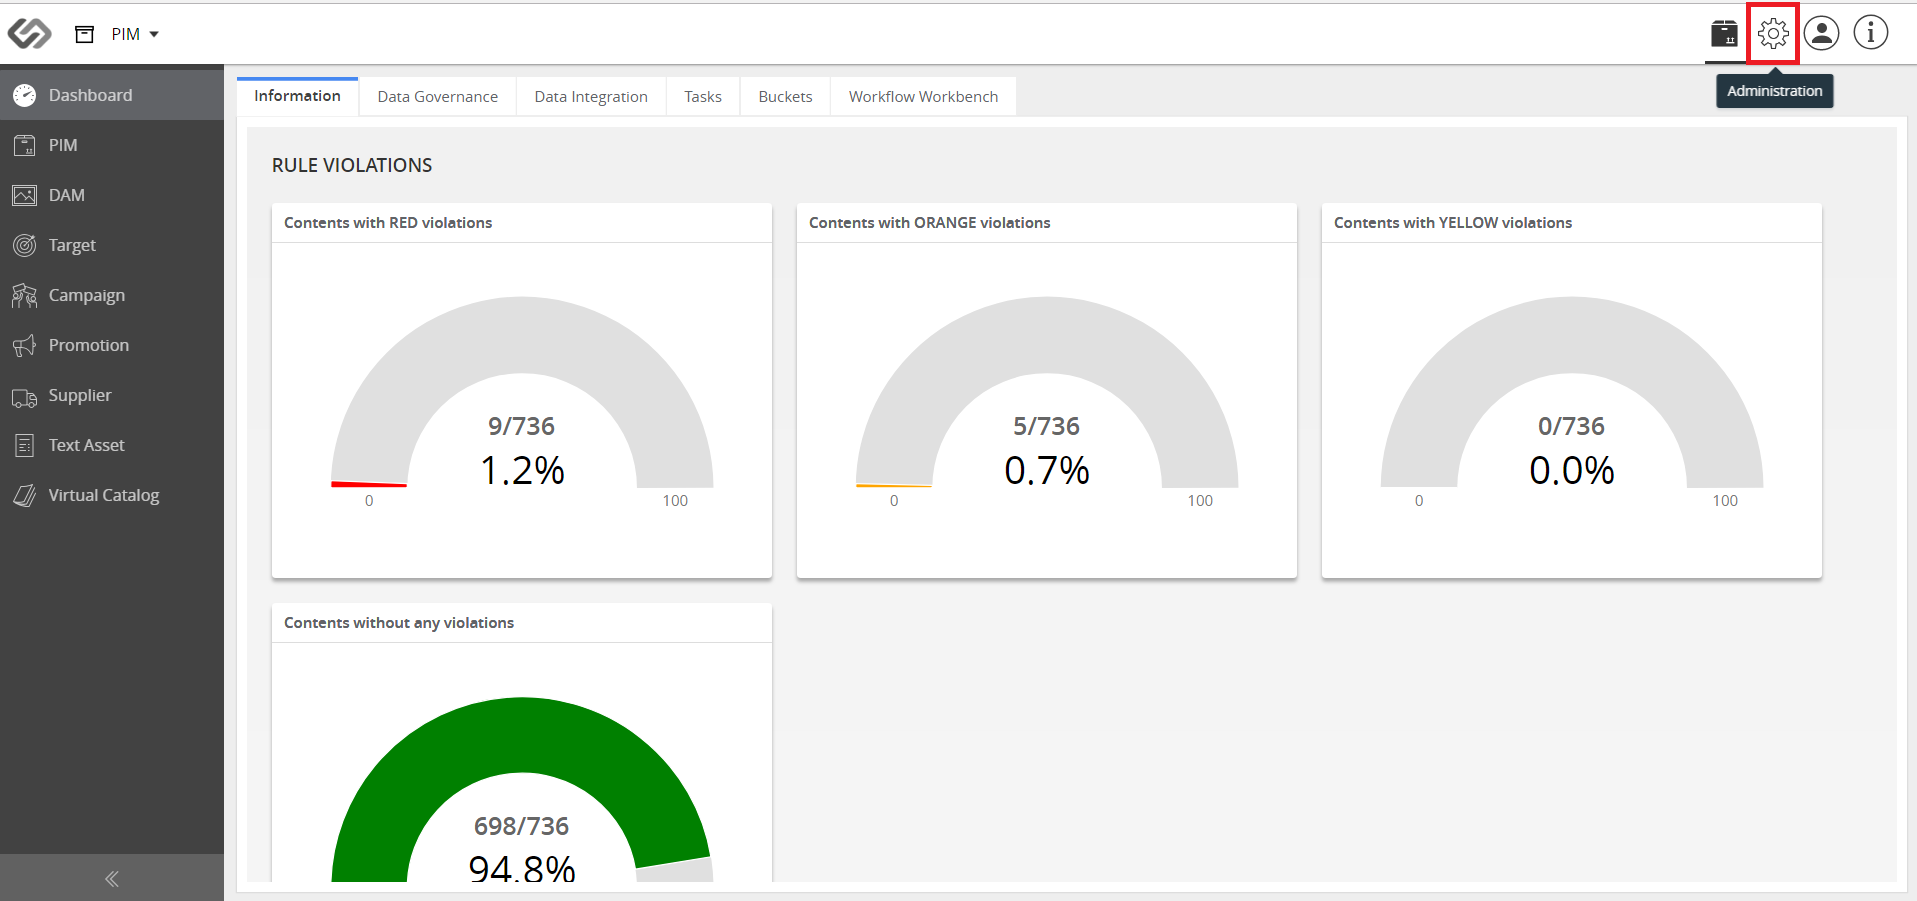 PIM
Administration
Dashboard
PIM
DAM
Target
Campaign
Promotion
Supplier
Text Asset
Virtual Catalog
Information
Data Governance
Data Integration
Tasks
Buckets
Workflow Workbench
RULE VIOLATIONS
Contents with RED violations
9/736
1.2%
0
100
Contents with ORANGE violations
5/736
0.7%
0
100
Contents with YELLOW violations
0/736
0.0%
0
100
Contents without any violations
698/736
94.8%